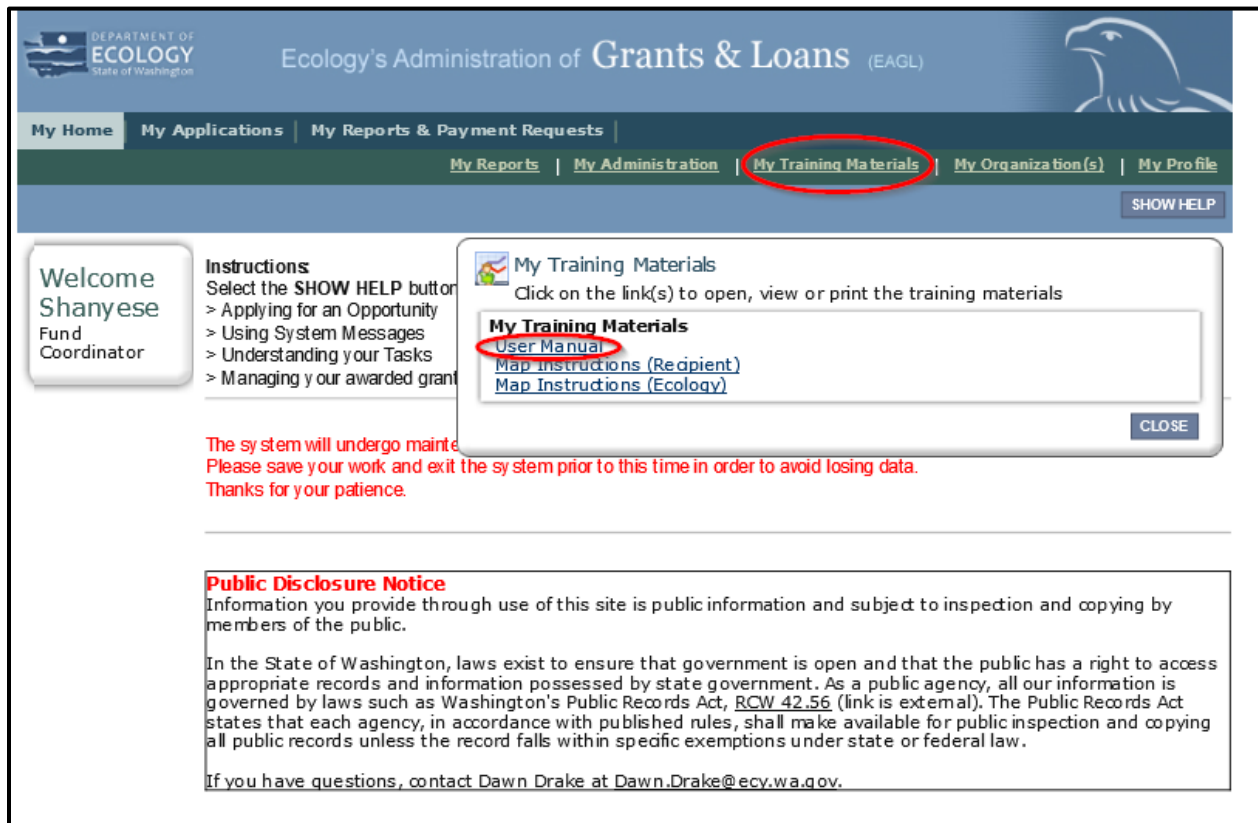 DEPARTMENT OF
ECOLOGY
State of Washington
Ecology's Administration of Grants & Loans (EAGL)
My Home | My Applications | My Reports & Payment Requests |
My Reports | My Administration | My Training Materials | My Organization(s) | My Profile
SHOW HELP
Welcome
Shanyese
Fund
Coordinator
Instructions:
Select the SHOW HELP button
> Applying for an Opportunity
> Using System Messages
> Understanding your Tasks
> Managing your awarded grant
My Training Materials
Click on the link(s) to open, view or print the training materials
My Training Materials
User Manual
Map Instructions (Recipient)
Map Instructions (Ecology)
CLOSE
The system will undergo mainte
Please save your work and exit the system prior to this time in order to avoid losing data.
Thanks for your patience.
Public Disclosure Notice
Information you provide through use of this site is public information and subject to inspection and copying by
members of the public.
In the State of Washington, laws exist to ensure that government is open and that the public has a right to access
appropriate records and information possessed by state government. As a public agency, all our information is
governed by laws such as Washington's Public Records Act, RCW 42.56 (link is external). The Public Records Act
states that each agency, in accordance with published rules, shall make available for public inspection and copying
all public records unless the record falls within specific exemptions under state or federal law.
If you have questions, contact Dawn Drake at Dawn.Drake@ecy.wa.gov.